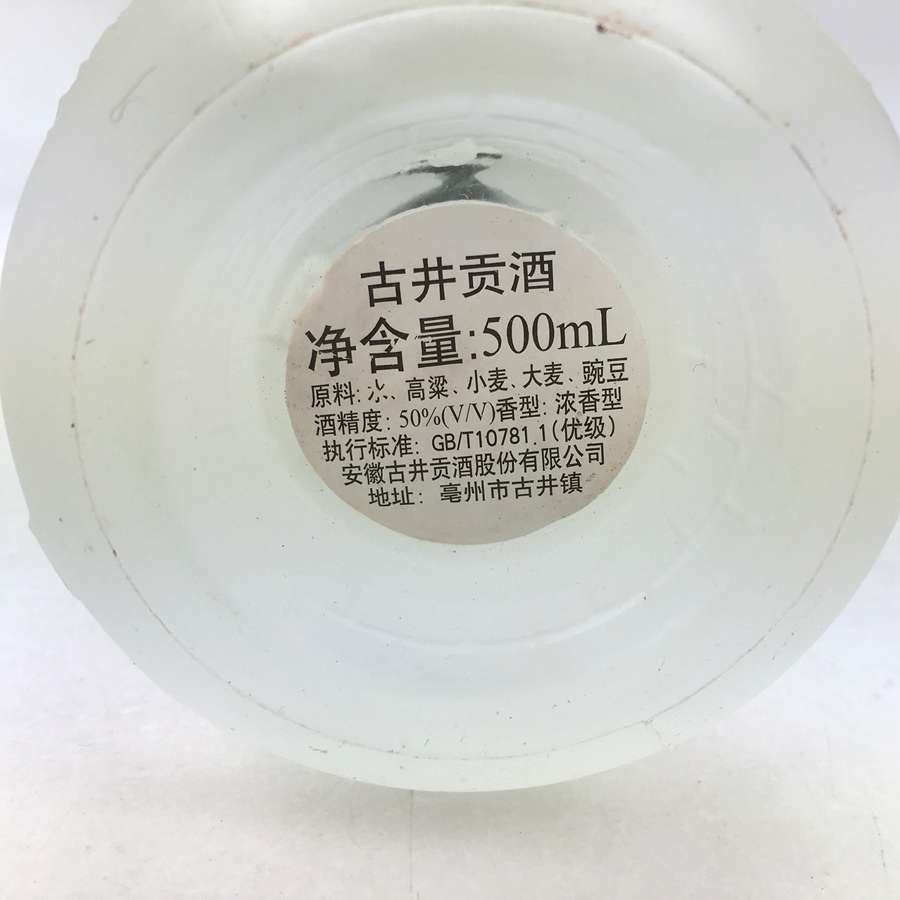 古井贡酒
净含量:500mL
原料:水、高粱、小麦、大麦、豌豆
酒精度: 50%(V/V)香型: 浓香型
执行标准: GB/T10781.1(优级)
安徽古井贡酒股份有限公司
地址: 亳州市古井镇